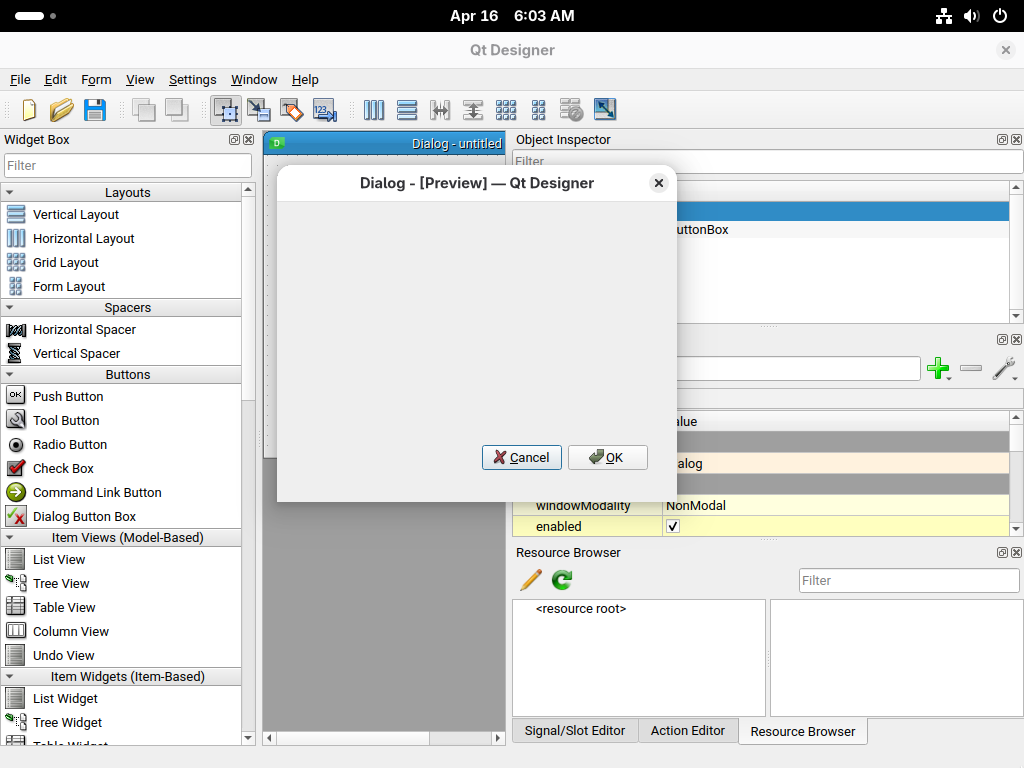 Apr 16 6:03 AM
Qt Designer
File Edit Form View Settings Window Help
Widget Box
Filter
Layouts
Vertical Layout
Horizontal Layout
Grid Layout
Form Layout
Spacers
Horizontal Spacer
Vertical Spacer
Buttons
Push Button
Tool Button
Radio Button
Check Box
Command Link Button
Dialog Button Box
Item Views (Model-Based)
List View
Tree View
Table View
Column View
Undo View
Item Widgets (Item-Based)
List Widget
Tree Widget
Table Widget
Dialog - untitled
Dialog - [Preview] — Qt Designer
Cancel
OK
Object Inspector
Filter
uttonBox
alue
alog
windowModality NonModal
enabled
Resource Browser
Filter
<resource root>
Signal/Slot Editor Action Editor Resource Browser